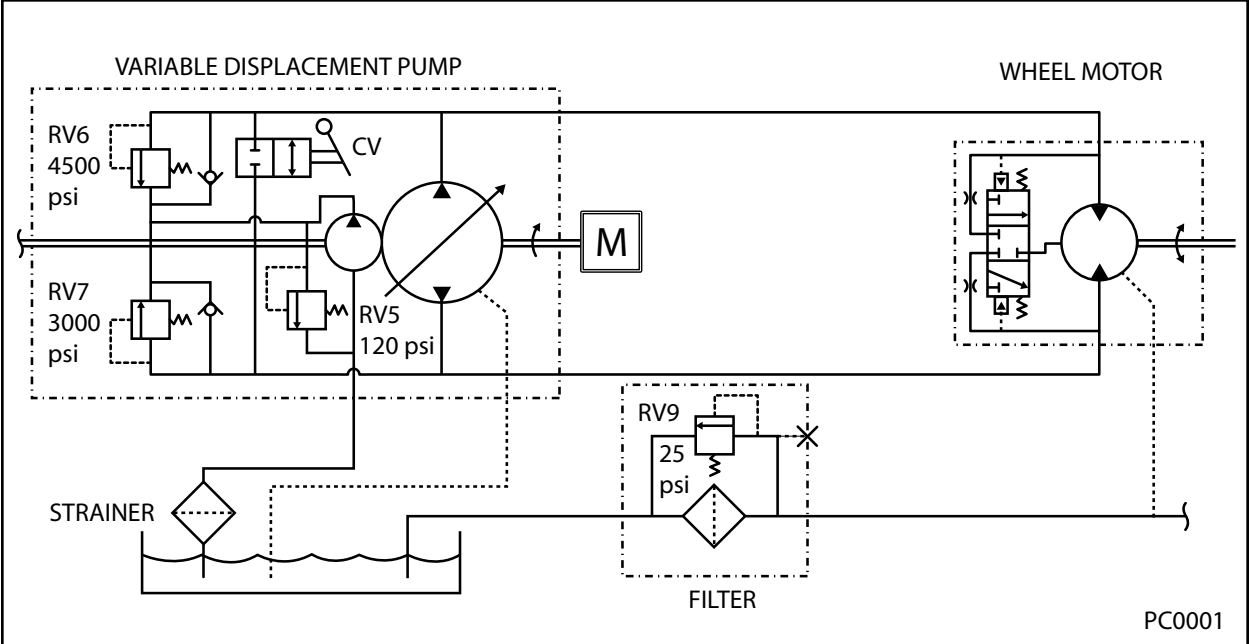 VARIABLE DISPLACEMENT PUMP
WHEEL MOTOR
RV6
4500
psi
CV
M
RV7
3000
psi
RV5
120 psi
RV9
25
psi
STRAINER
FILTER
PC0001